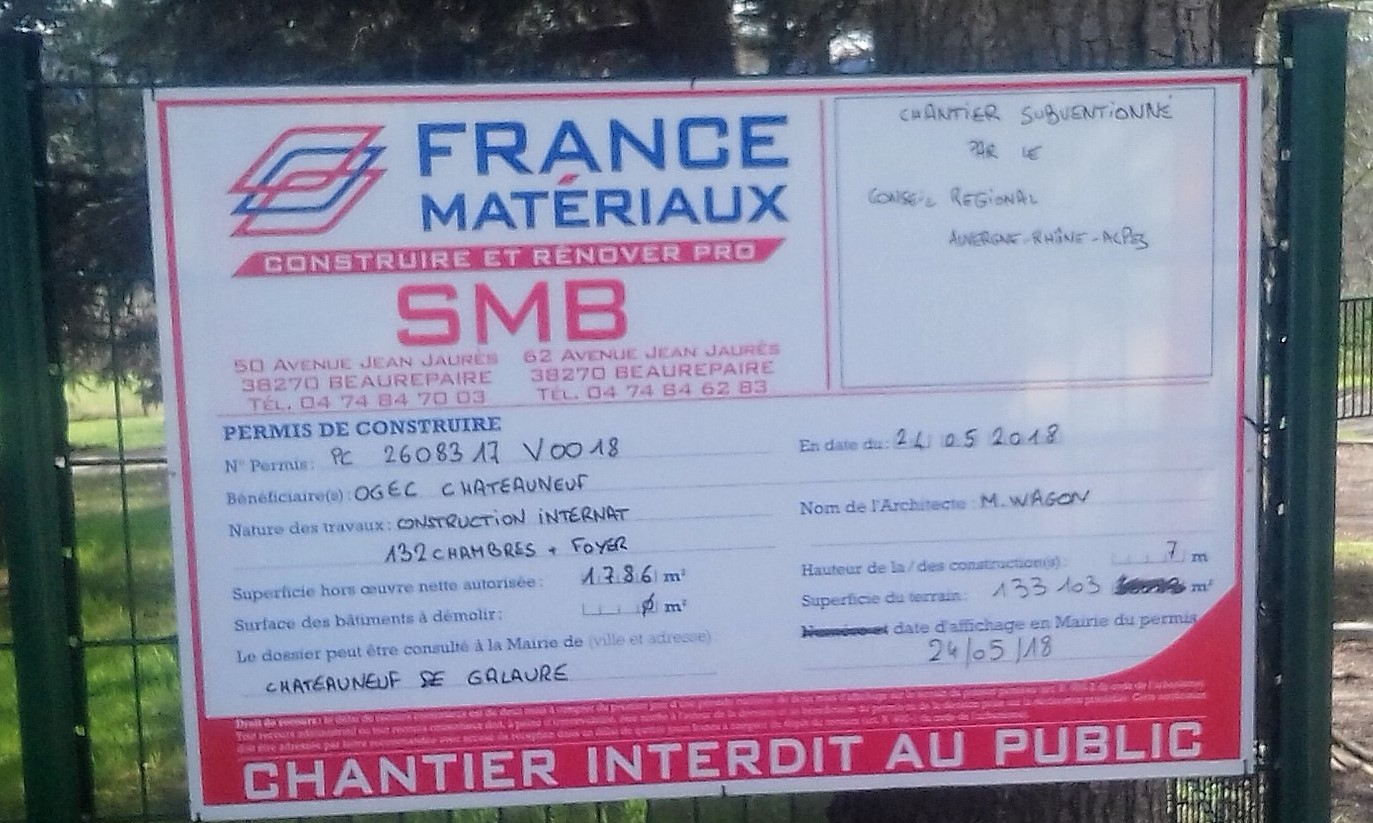 FRANCE
MATÉRIAUX
CONSTRUIRE ET RÉNOVER PRO
SMB
50 AVENUE JEAN JAURÈS
38270 BEAUREPAIRE
TÉL. 04 74 84 70 03
62 AVENUE JEAN JAURÈS
38270 BEAUREPAIRE
TÉL. 04 74 84 62 83
CHANTIER SUBVENTIONNÉ
PAR LE
CONSEIL REGIONAL
AUVERGNE-RHÔNE-ALPES
PERMIS DE CONSTRUIRE
N° Permis : PC 26083 17 V0018
En date du : 24 05 2018
Bénéficiaire(s) : OGEC CHATEAUNEUF
Nature des travaux : CONSTRUCTION INTERNAT
132 CHAMBRES + FOYER
Nom de l'Architecte : M. WAGON
Superficie hors œuvre nette autorisée : 1786 m²
Hauteur de la / des construction(s) : 7 m
Surface des bâtiments à démolir : ∅ m²
Superficie du terrain : 133 103 m²
Le dossier peut être consulté à la Mairie de (ville et adresse)
CHATEAUNEUF DE GALAURE
Numéro et date d'affichage en Mairie du permis
24/05/18
Droit de recours :
CHANTIER INTERDIT AU PUBLIC